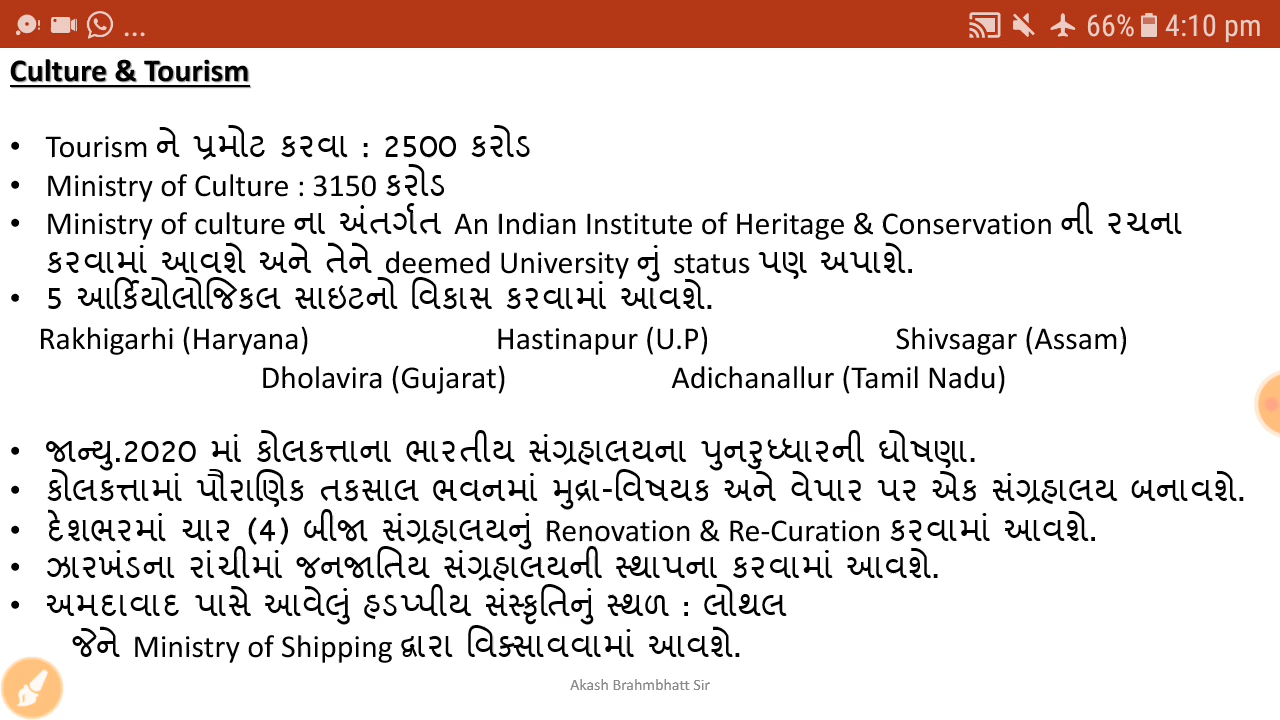 ... 66% 4:10 pm
Culture & Tourism
• Tourism ને પ્રમોટ કરવા : 2500 કરોડ
• Ministry of Culture : 3150 કરોડ
• Ministry of culture ના અંતર્ગત An Indian Institute of Heritage & Conservation ની રચના
કરવામાં આવશે અને તેને deemed University નું status પણ અપાશે.
• 5 આર્કિયોલોજિકલ સાઇટનો વિકાસ કરવામાં આવશે.
Rakhigarhi (Haryana) Hastinapur (U.P) Shivsagar (Assam)
Dholavira (Gujarat) Adichanallur (Tamil Nadu)
• જાન્યુ.2020 માં કોલકત્તાના ભારતીય સંગ્રહાલયના પુનરુધ્ધારની ઘોષણા.
• કોલકત્તામાં પૌરાણિક તકસાલ ભવનમાં મુદ્રા-વિષયક અને વેપાર પર એક સંગ્રહાલય બનાવશે.
• દેશભરમાં ચાર (4) બીજા સંગ્રહાલયનું Renovation & Re-Curation કરવામાં આવશે.
• ઝારખંડના રાંચીમાં જનજાતિય સંગ્રહાલયની સ્થાપના કરવામાં આવશે.
• અમદાવાદ પાસે આવેલું હડપ્પીય સંસ્કૃતિનું સ્થળ : લોથલ
જેને Ministry of Shipping દ્વારા વિક્સાવવામાં આવશે.
Akash Brahmbhatt Sir